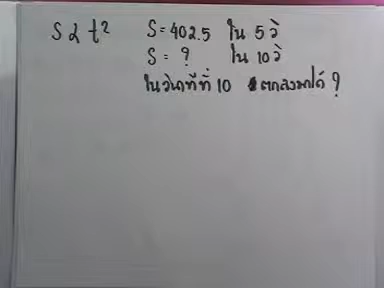 S α t² S = 402.5 ใน 5 วิ
S = ? ใน 10 วิ
ในวินาทีที่ 10 ตกลงมาได้ ?